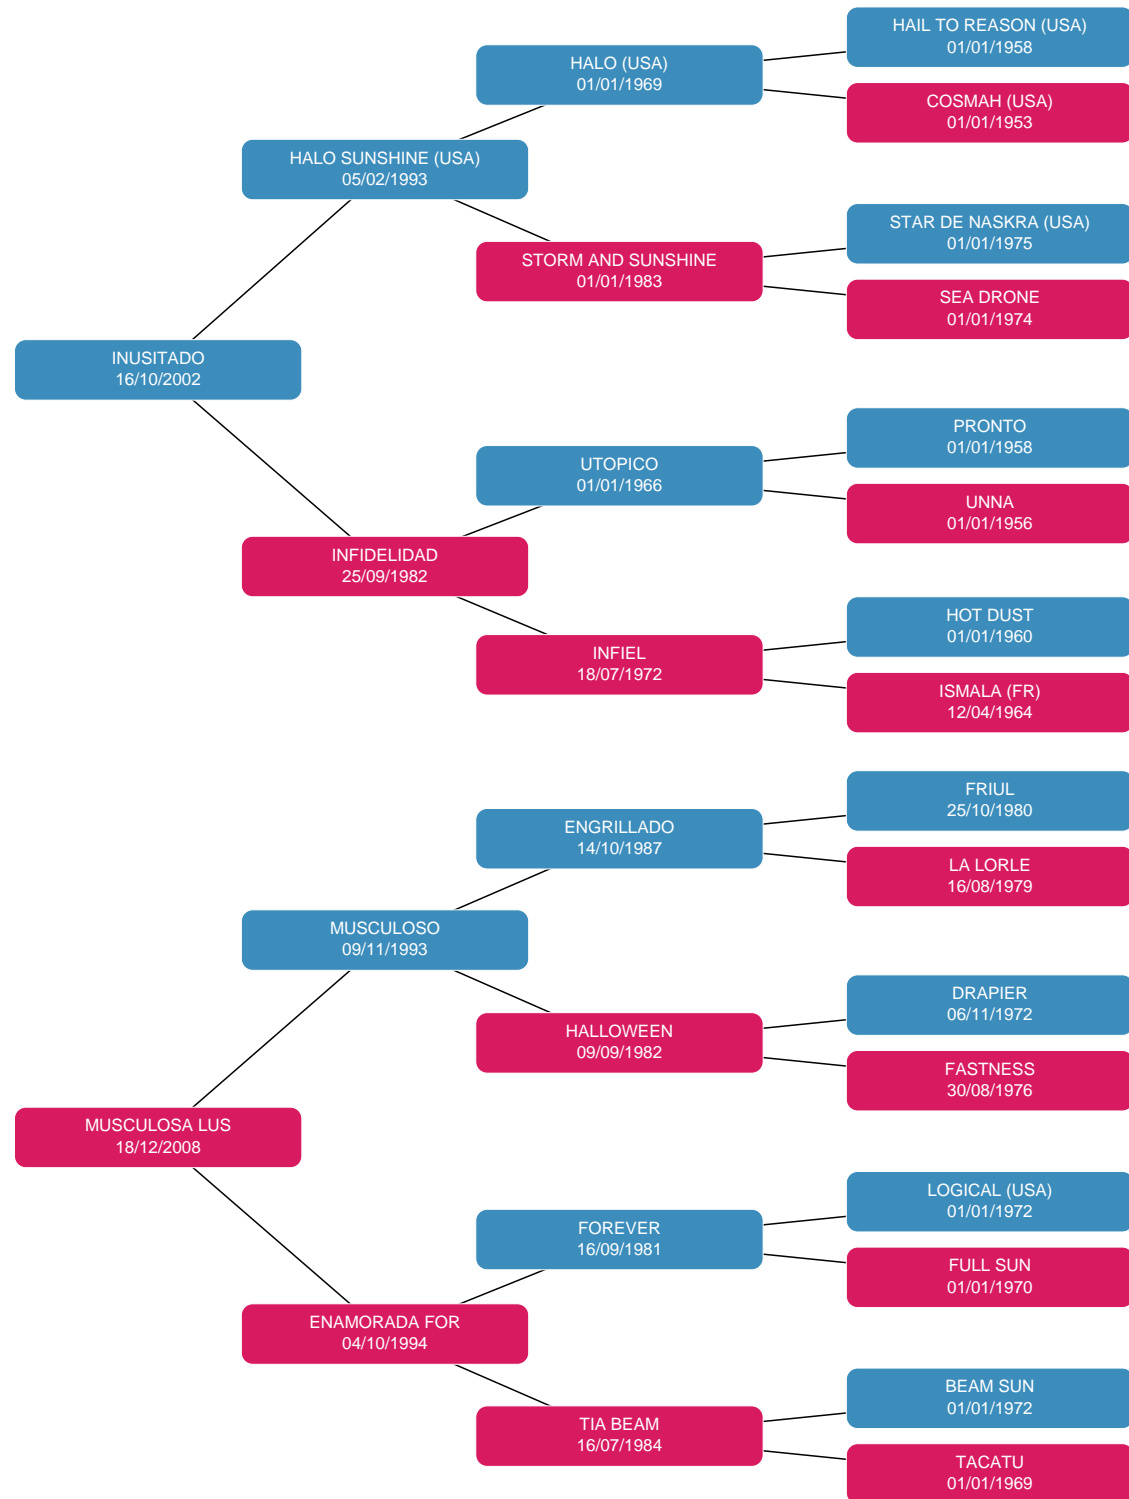 HAIL TO REASON (USA)
01/01/1958
HALO (USA)
01/01/1969
COSMAH (USA)
01/01/1953
HALO SUNSHINE (USA)
05/02/1993
STAR DE NASKRA (USA)
01/01/1975
STORM AND SUNSHINE
01/01/1983
SEA DRONE
01/01/1974
INUSITADO
16/10/2002
PRONTO
01/01/1958
UTOPICO
01/01/1966
UNNA
01/01/1956
INFIDELIDAD
25/09/1982
HOT DUST
01/01/1960
INFIEL
18/07/1972
ISMALA (FR)
12/04/1964
FRIUL
25/10/1980
ENGRILLADO
14/10/1987
LA LORLE
16/08/1979
MUSCULOSO
09/11/1993
DRAPIER
06/11/1972
HALLOWEEN
09/09/1982
FASTNESS
30/08/1976
MUSCULOSA LUS
18/12/2008
LOGICAL (USA)
01/01/1972
FOREVER
16/09/1981
FULL SUN
01/01/1970
ENAMORADA FOR
04/10/1994
BEAM SUN
01/01/1972
TIA BEAM
16/07/1984
TACATU
01/01/1969